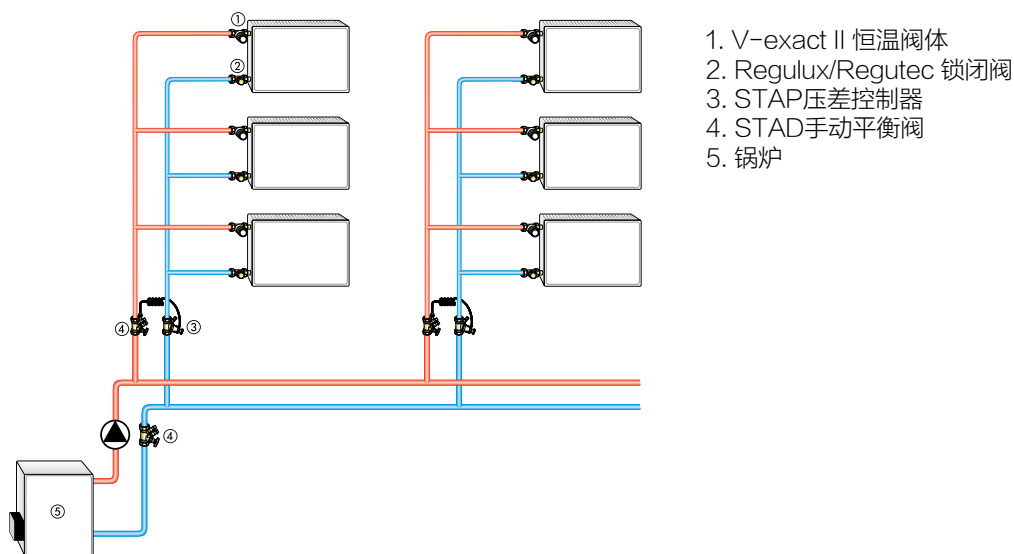 ①
②
④
③
④
⑤
1. V-exact II 恒温阀体
2. Regulux/Regutec 锁闭阀
3. STAP压差控制器
4. STAD手动平衡阀
5. 锅炉